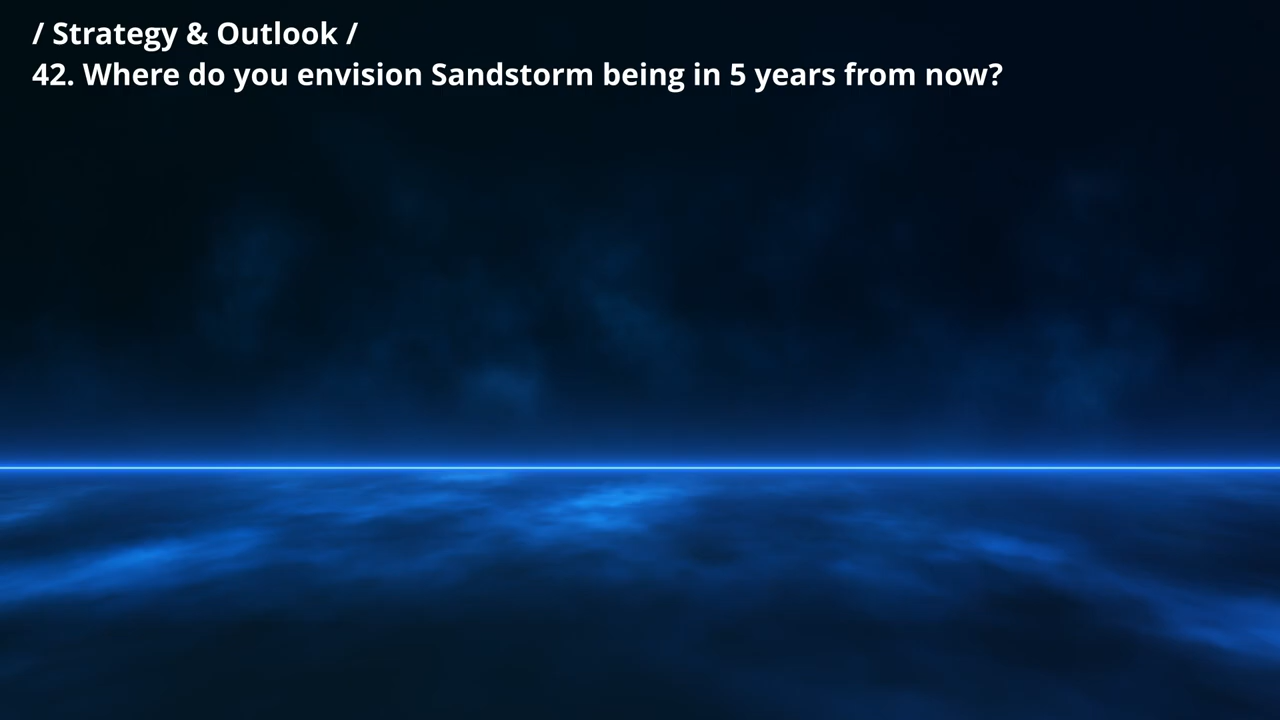 / Strategy & Outlook /
42. Where do you envision Sandstorm being in 5 years from now?